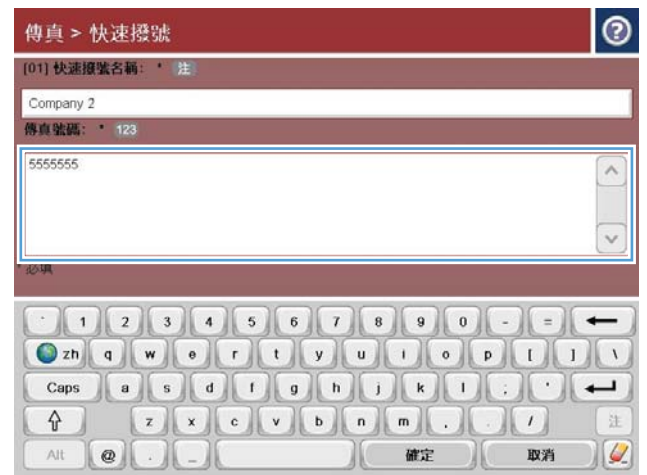 傳真 > 快速撥號
[01] 快速撥號名稱： * 注
Company 2
傳真號碼： * 123
5555555
* 必填
` 1 2 3 4 5 6 7 8 9 0 - =
zh q w e r t y u i o p [ ] \
Caps a s d f g h j k l ; '
z x c v b n m , . / 注
Alt @ . _ 確定 取消